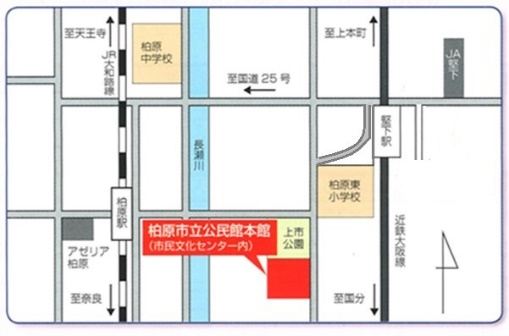 至天王寺
JR大和路線
柏原
中学校
至国道25号
至上本町
JA堅下
長瀬川
堅下駅
柏原東
小学校
柏原駅
柏原市立公民館本館
(市民文化センター内)
上市
公園
アゼリア
柏原
近鉄大阪線
至奈良
至国分